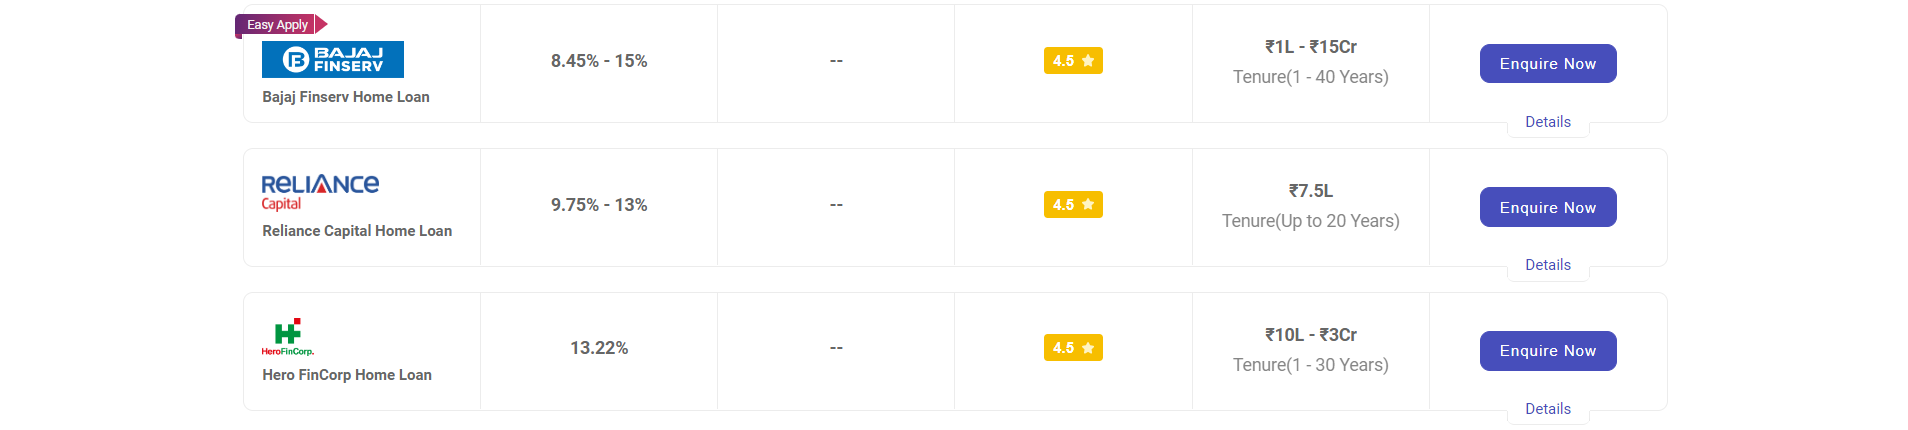 Easy Apply
BAJAJ
FINSERV
Bajaj Finserv Home Loan
8.45% - 15%
--
4.5
₹1L - ₹15Cr
Tenure(1 - 40 Years)
Enquire Now
Details
RELIANCE
Capital
Reliance Capital Home Loan
9.75% - 13%
--
4.5
₹7.5L
Tenure(Up to 20 Years)
Enquire Now
Details
HeroFinCorp.
Hero FinCorp Home Loan
13.22%
--
4.5
₹10L - ₹3Cr
Tenure(1 - 30 Years)
Enquire Now
Details